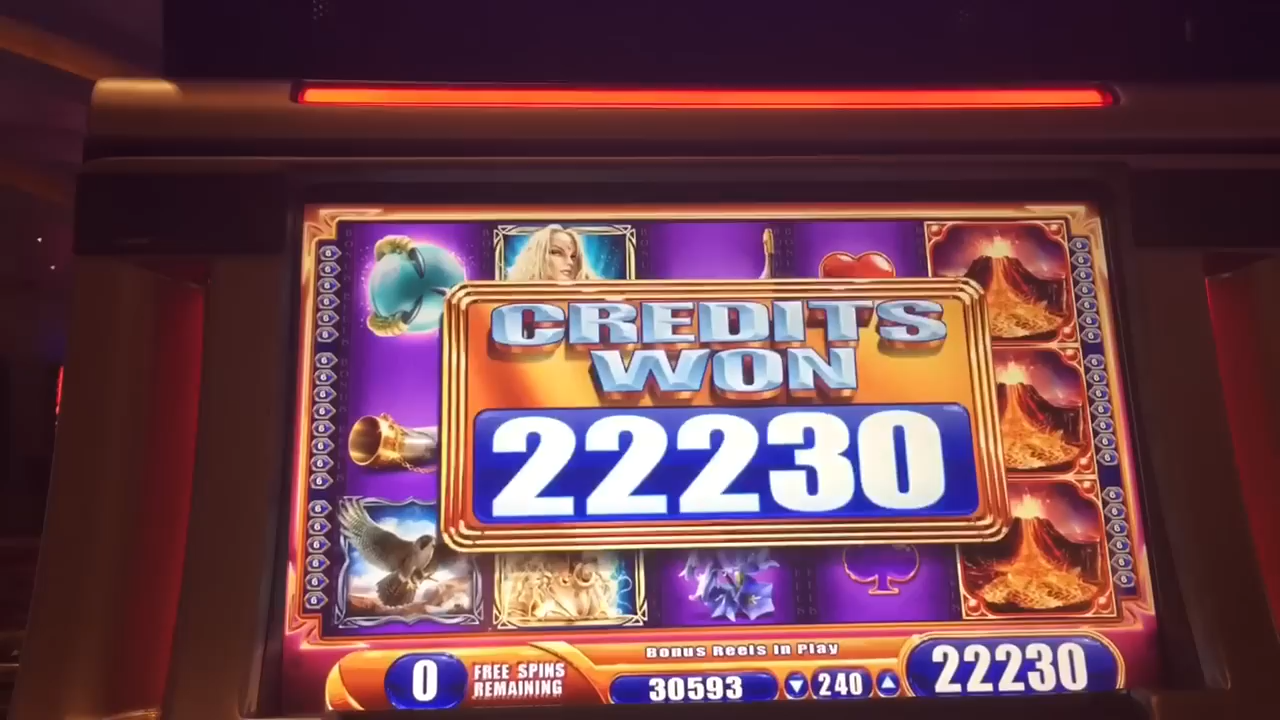 CREDITS
WON
22230
Bonus Reels in Play
0
FREE SPINS
REMAINING
30593
240
22230